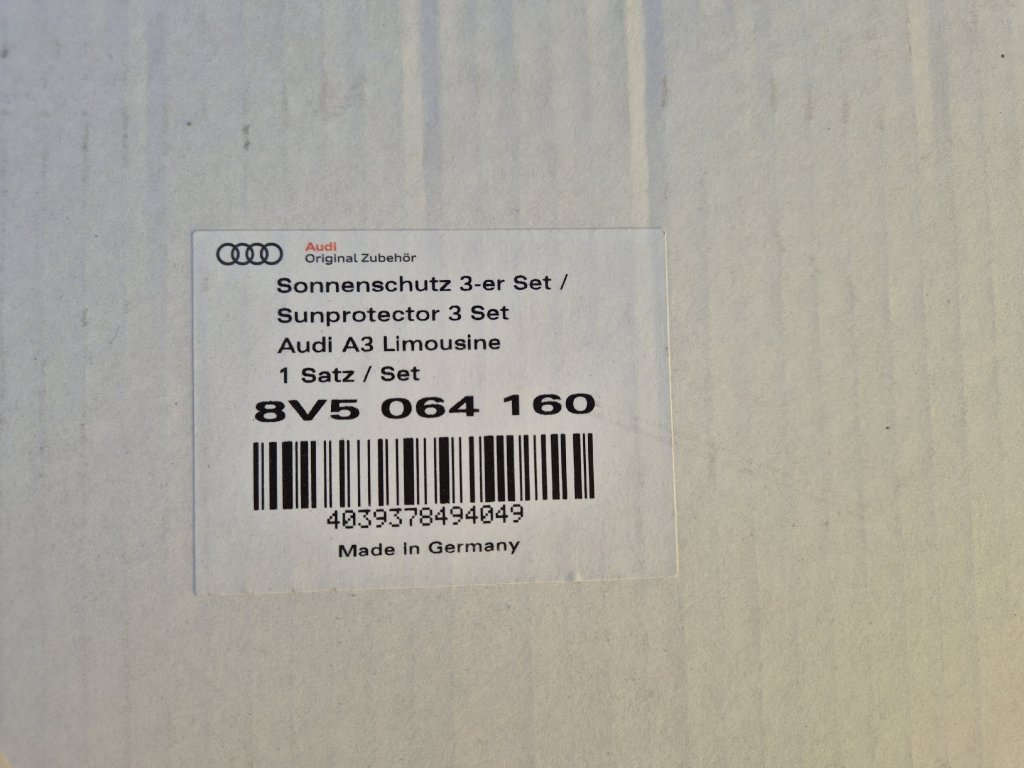 Audi
Original Zubehör
Sonnenschutz 3-er Set /
Sunprotector 3 Set
Audi A3 Limousine
1 Satz / Set
8V5 064 160
4039378494049
Made in Germany